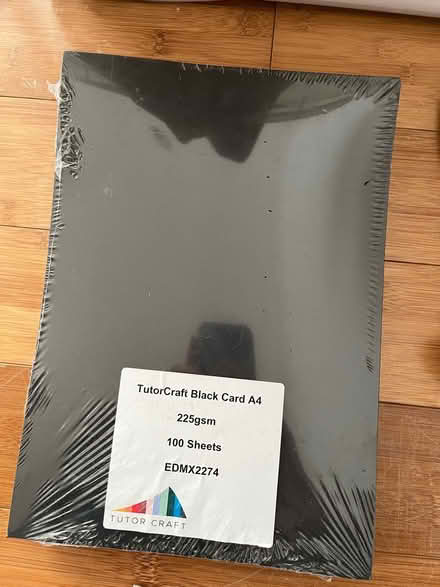 TutorCraft Black Card A4
225gsm
100 Sheets
EDMX2274
TUTOR CRAFT